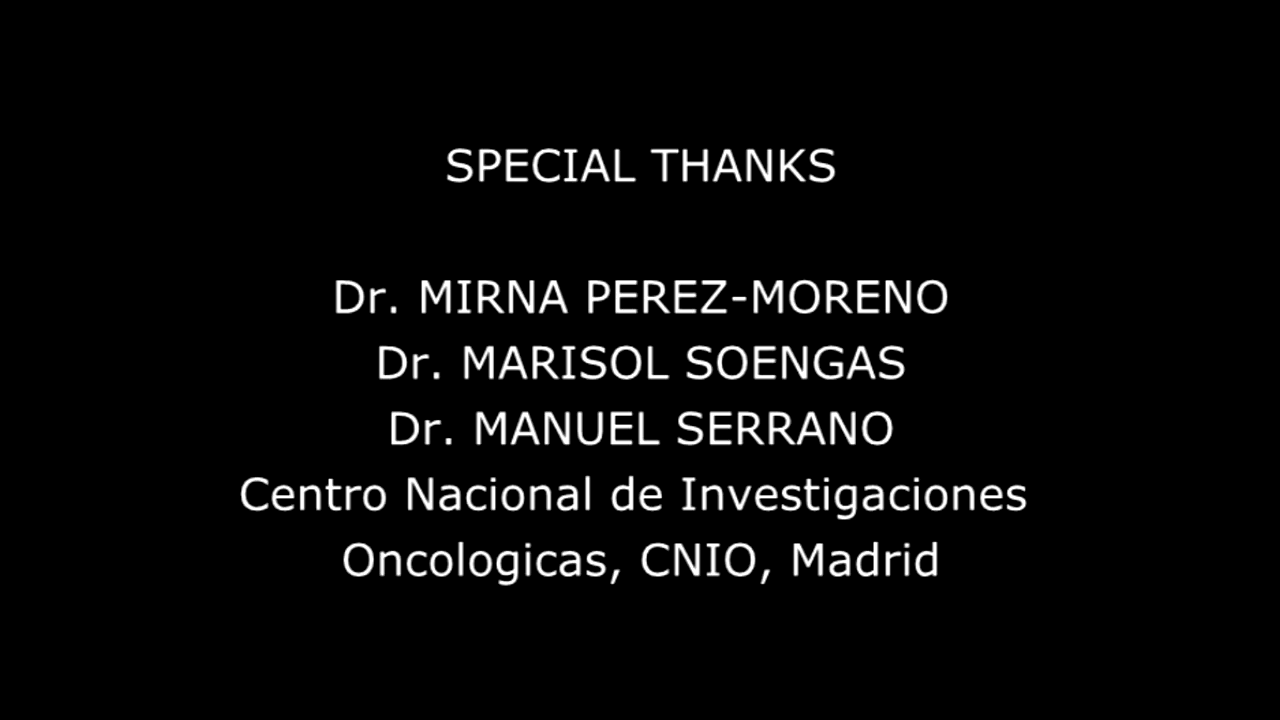 SPECIAL THANKS
Dr. MIRNA PEREZ-MORENO
Dr. MARISOL SOENGAS
Dr. MANUEL SERRANO
Centro Nacional de Investigaciones
Oncologicas, CNIO, Madrid